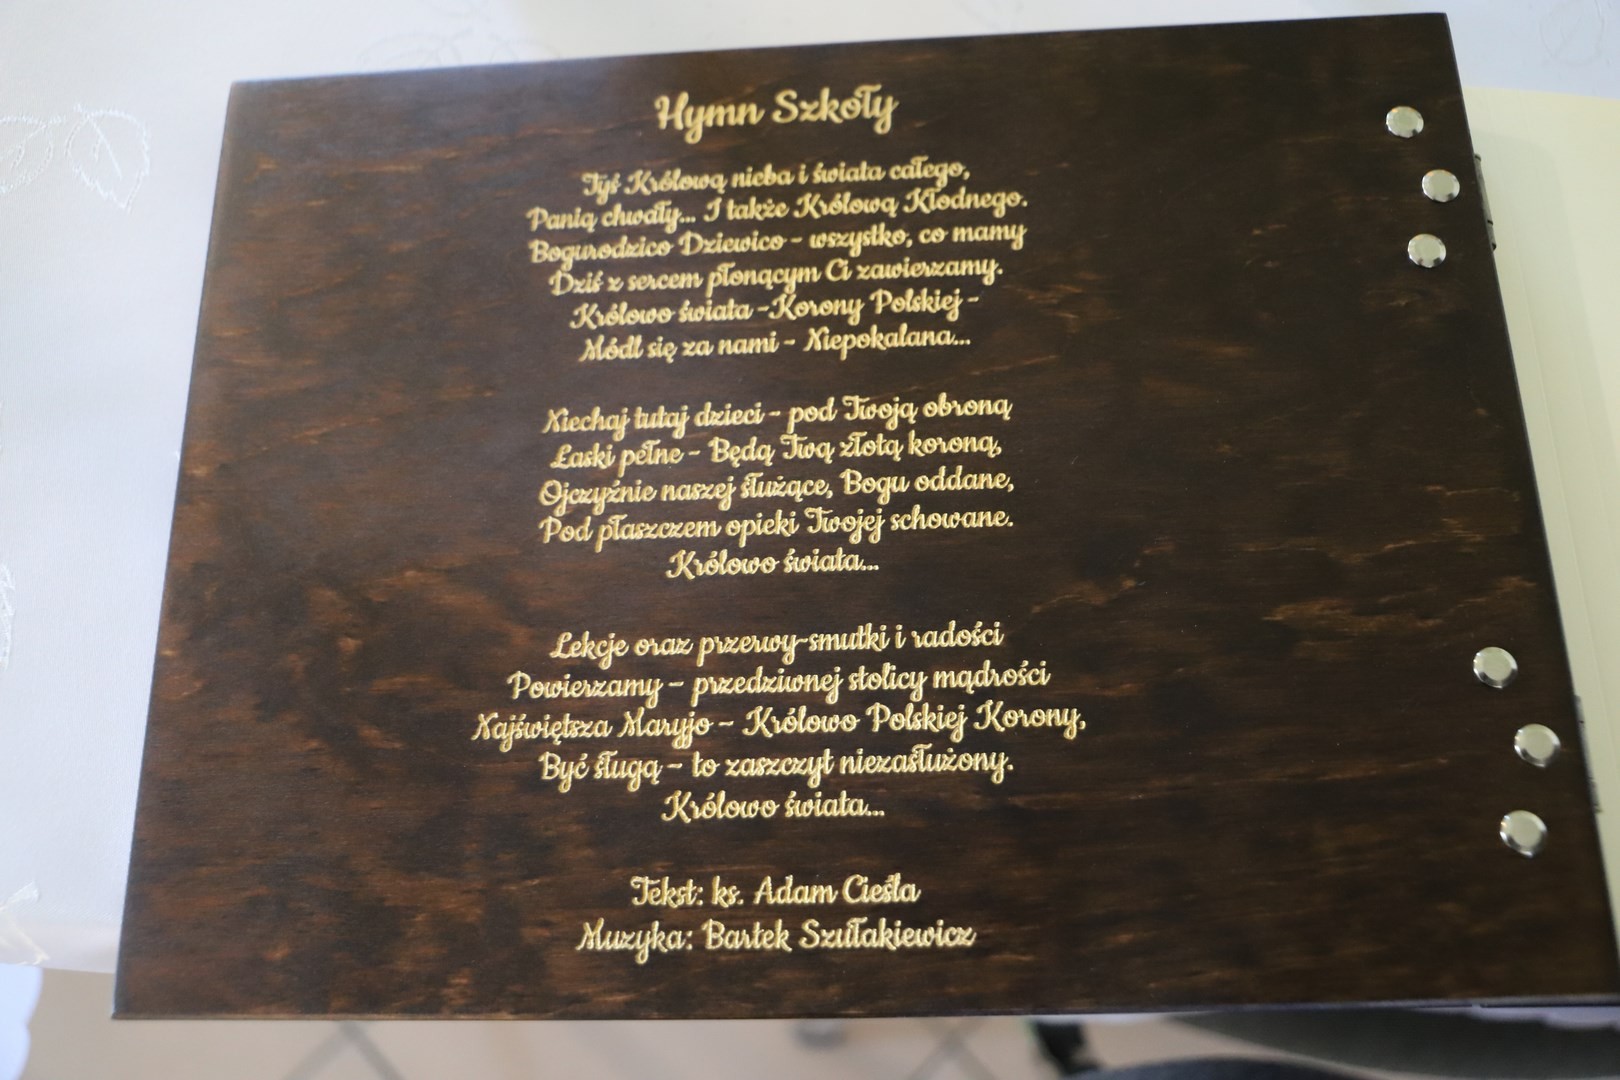 Hymn Szkoły
Tyś Królową nieba i świata całego,
Panią chwały... I także Królową Kłodnego.
Bogurodzico Dziewico - wszystko, co mamy
Dziś z sercem płonącym Ci zawierzamy.
Królowo świata -Korony Polskiej -
Módl się za nami - Niepokalana...
Niechaj tutaj dzieci - pod Twoją obroną
Łaski pełne - Będą Twą złotą koroną,
Ojczyźnie naszej służące, Bogu oddane,
Pod płaszczem opieki Twojej schowane.
Królowo świata...
Lekcje oraz przerwy-smutki i radości
Powierzamy - przedziwnej stolicy mądrości
Najświętsza Maryjo - Królowo Polskiej Korony,
Być sługą - to zaszczyt niezasłużony.
Królowo świata...
Tekst: ks. Adam Cieśla
Muzyka: Bartek Szułakiewicz